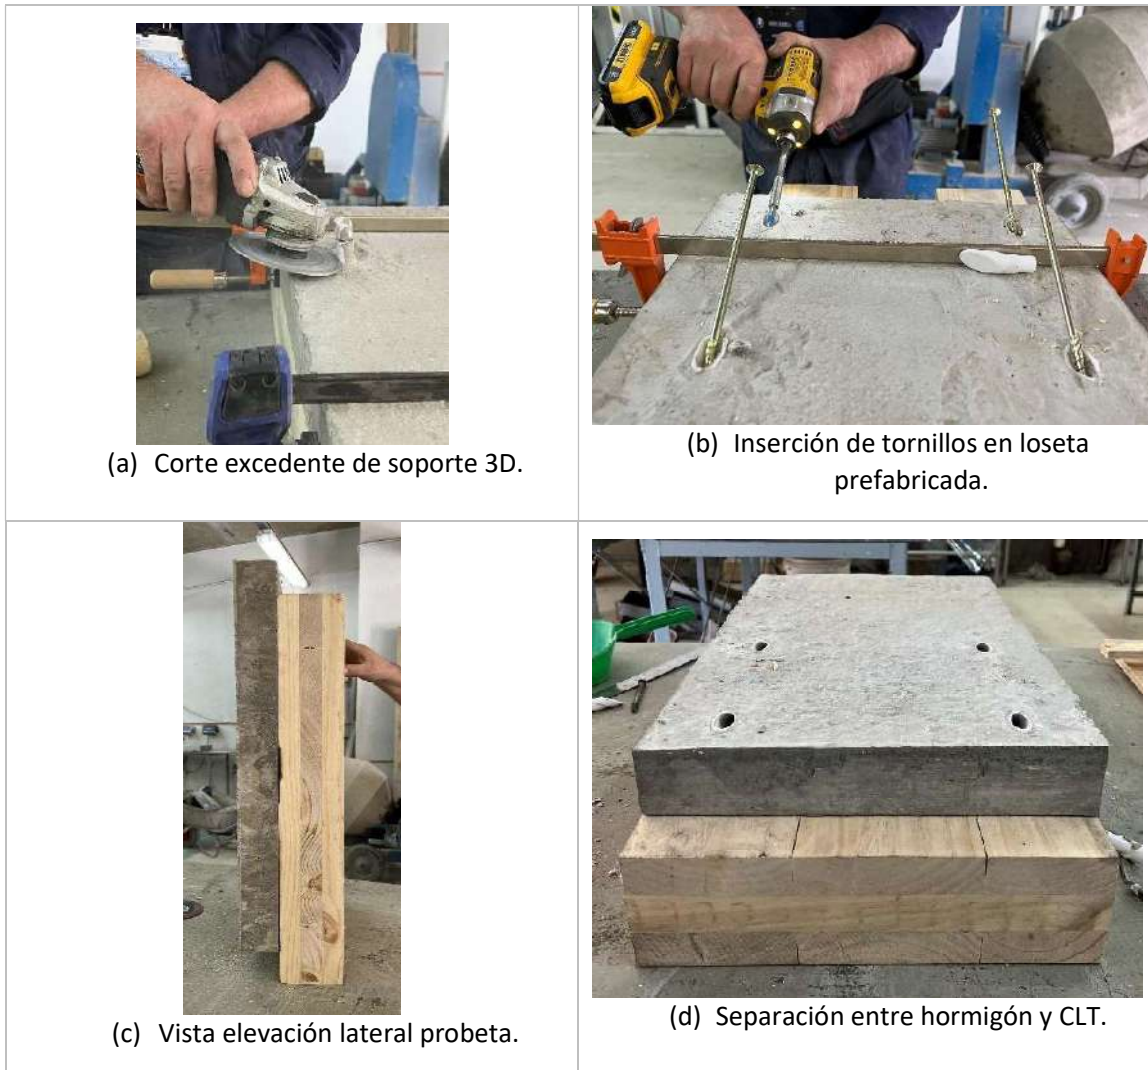 (a) Corte excedente de soporte 3D.
(b) Inserción de tornillos en loseta
prefabricada.
(c) Vista elevación lateral probeta.
(d) Separación entre hormigón y CLT.